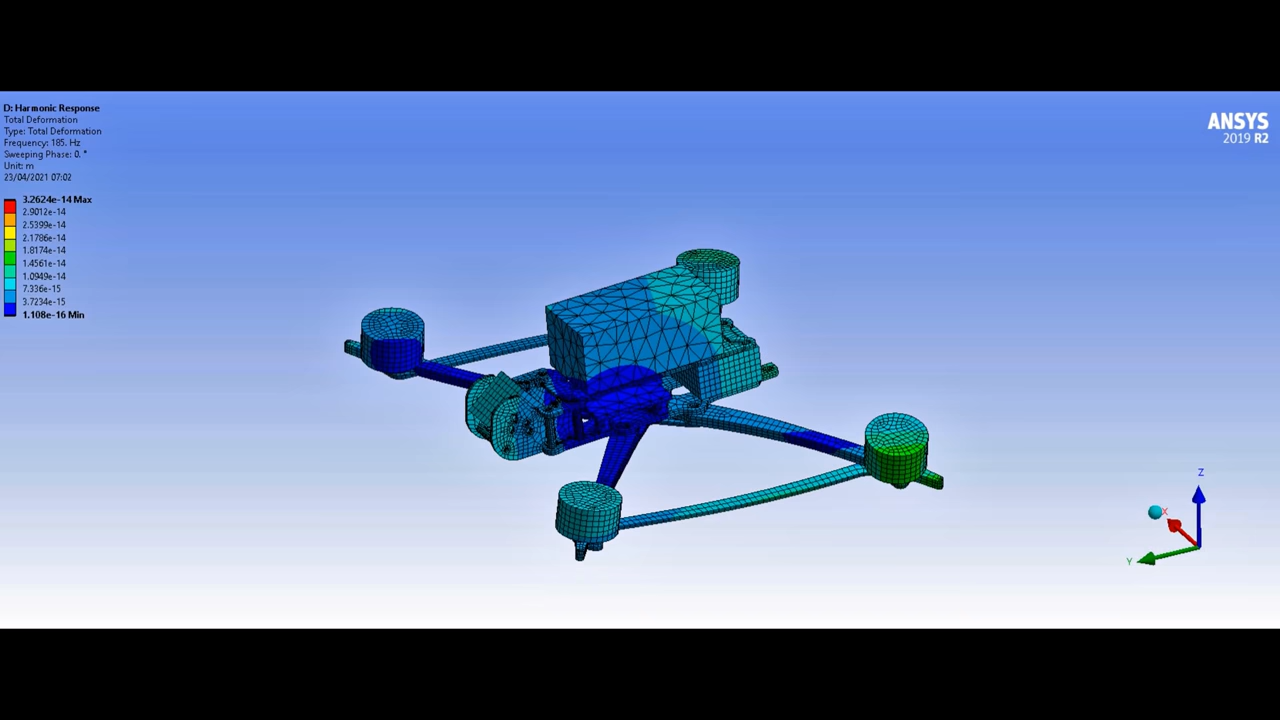 D: Harmonic Response
Total Deformation
Type: Total Deformation
Frequency: 185. Hz
Sweeping Phase: 0. °
Unit: m
23/04/2021 07:02
3.2624e-14 Max
2.9012e-14
2.5399e-14
2.1786e-14
1.8174e-14
1.4561e-14
1.0949e-14
7.336e-15
3.7234e-15
1.108e-16 Min
ANSYS
2019 R2
Z
X
Y